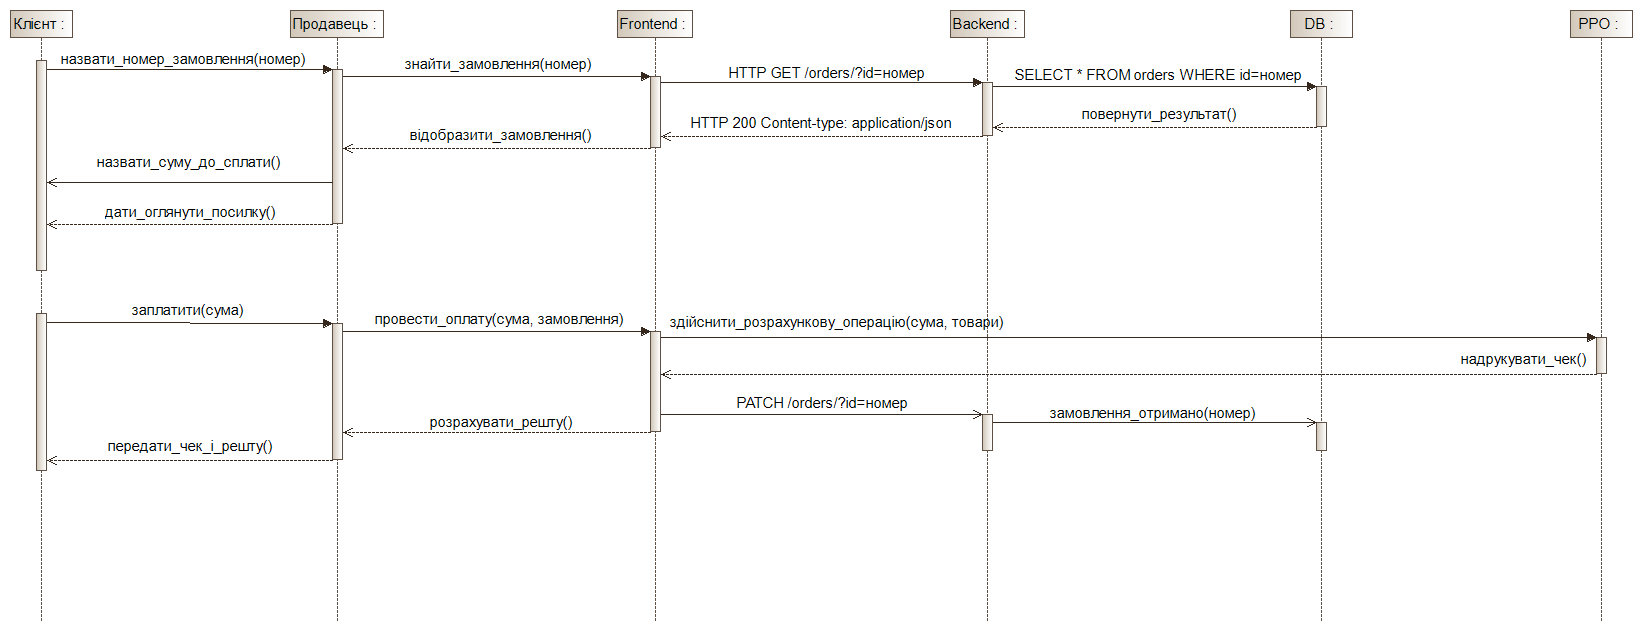 Клієнт :
Продавець :
Frontend :
Backend :
DB :
РРО :
назвати_номер_замовлення(номер)
знайти_замовлення(номер)
HTTP GET /orders/?id=номер
SELECT * FROM orders WHERE id=номер
повернути_результат()
HTTP 200 Content-type: application/json
відобразити_замовлення()
назвати_суму_до_сплати()
дати_оглянути_посилку()
заплатити(сума)
провести_оплату(сума, замовлення)
здійснити_розрахункову_операцію(сума, товари)
надрукувати_чек()
PATCH /orders/?id=номер
замовлення_отримано(номер)
розрахувати_решту()
передати_чек_і_решту()